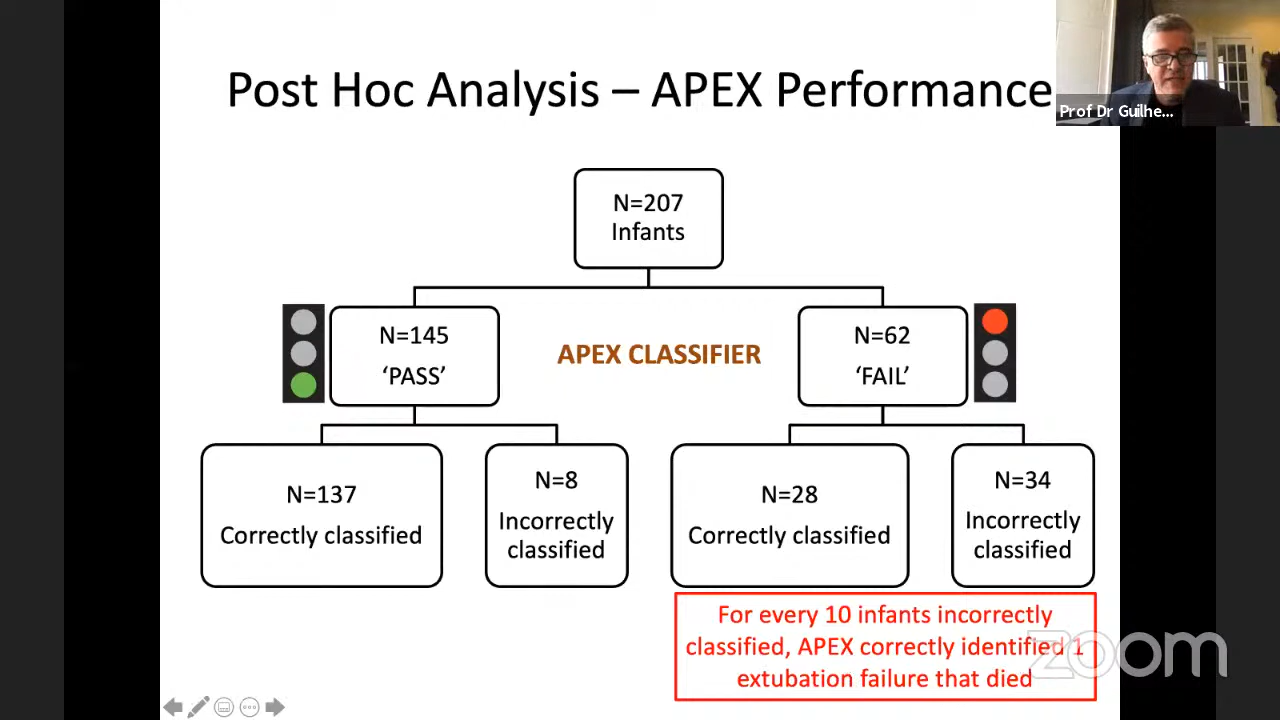 Post Hoc Analysis – APEX Performance
Prof Dr Guilhe...
N=207
Infants
N=145
‘PASS’
APEX CLASSIFIER
N=62
‘FAIL’
N=137
Correctly classified
N=8
Incorrectly
classified
N=28
Correctly classified
N=34
Incorrectly
classified
For every 10 infants incorrectly
classified, APEX correctly identified 1
extubation failure that died
zoom